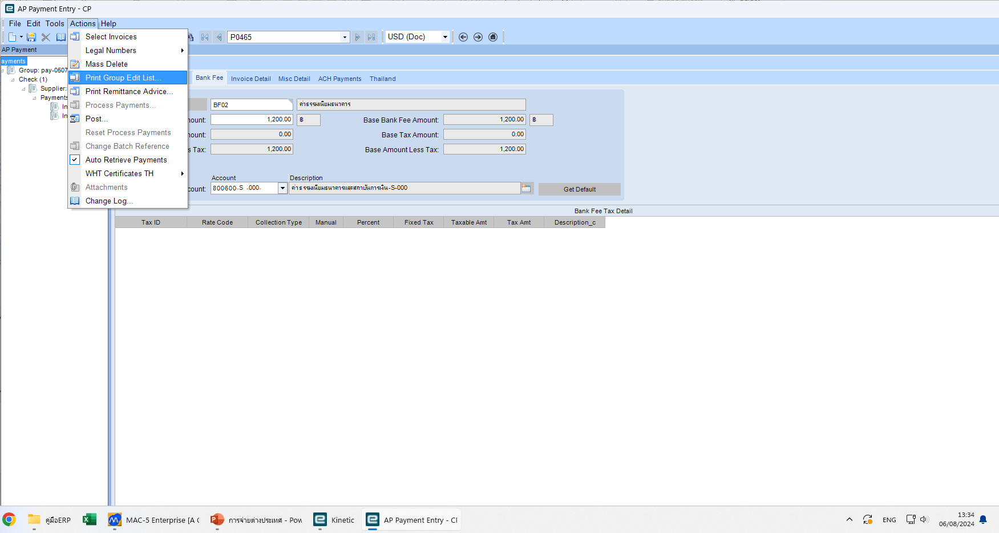 AP Payment Entry - CP
File Edit Tools Actions Help
P0465 USD (Doc)
AP Payment
ayments
Group: pay-0507
Check (1)
Supplier:
Payments
In
In
Select Invoices
Legal Numbers
Mass Delete
Print Group Edit List...
Print Remittance Advice...
Process Payments...
Post...
Reset Process Payments
Change Batch Reference
Auto Retrieve Payments
WHT Certificates TH
Attachments
Change Log...
Bank Fee Invoice Detail Misc Detail ACH Payments Thailand
BF02 ค่าธรรมเนียมธนาคาร
mount: 1,200.00 ฿ Base Bank Fee Amount: 1,200.00 ฿
nount: 0.00 Base Tax Amount: 0.00
s Tax: 1,200.00 Base Amount Less Tax: 1,200.00
Account Description
count: 800600-S -000- ค่าธรรมเนียมธนาคารและสถาบันการเงิน-S-000 Get Default
Bank Fee Tax Detail
Tax ID Rate Code Collection Type Manual Percent Fixed Tax Taxable Amt Tax Amt Description_c
คู่มือERP MAC-5 Enterprise [A C การจ่ายต่างประเทศ - Pow Kinetic AP Payment Entry - CP ENG 13:34
06/08/2024